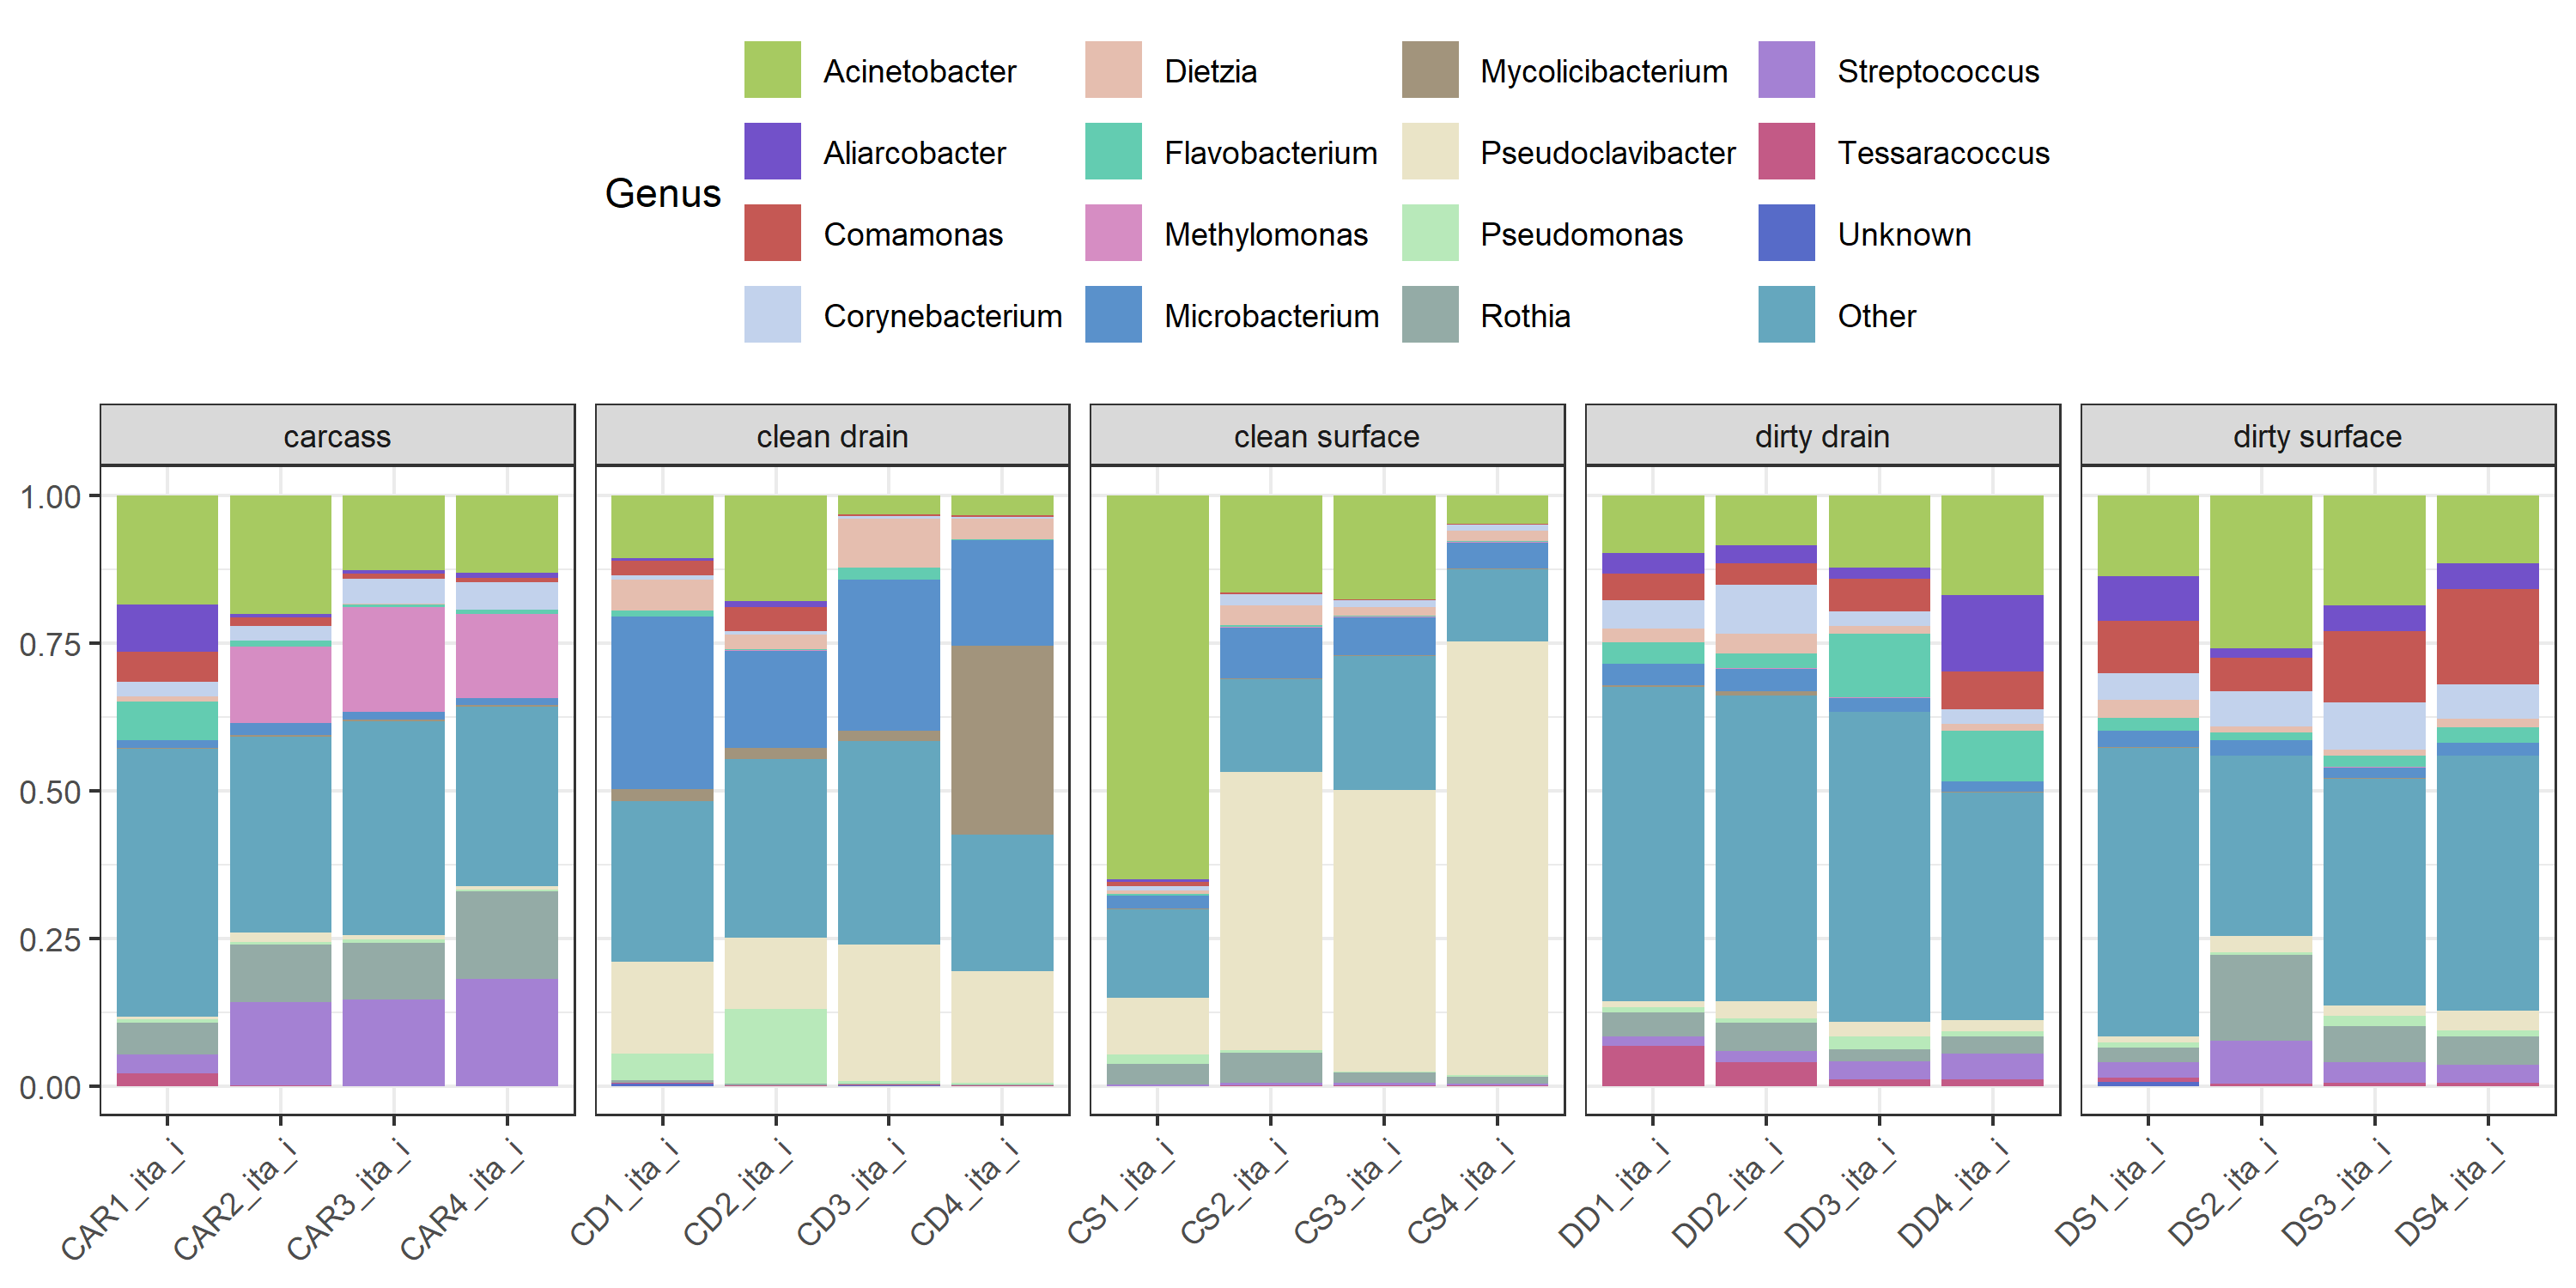 Genus
Acinetobacter Dietzia Mycolicibacterium Streptococcus
Aliarcobacter Flavobacterium Pseudoclavibacter Tessaracoccus
Comamonas Methylomonas Pseudomonas Unknown
Corynebacterium Microbacterium Rothia Other
carcass clean drain clean surface dirty drain dirty surface
1.00
0.75
0.50
0.25
0.00
CAR1_ita_i CAR2_ita_i CAR3_ita_i CAR4_ita_i CD1_ita_i CD2_ita_i CD3_ita_i CD4_ita_i CS1_ita_i CS2_ita_i CS3_ita_i CS4_ita_i DD1_ita_i DD2_ita_i DD3_ita_i DD4_ita_i DS1_ita_i DS2_ita_i DS3_ita_i DS4_ita_i